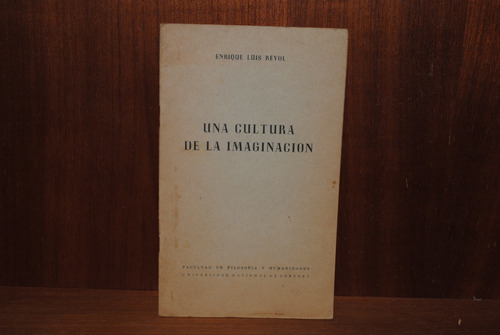 ENRIQUE LUIS REVOL
UNA CULTURA
DE LA IMAGINACION
FACULTAD DE FILOSOFIA Y HUMANIDADES
UNIVERSIDAD NACIONAL DE CORDOBA